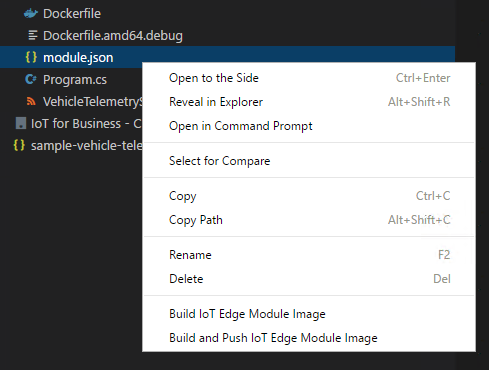 Dockerfile
Dockerfile.amd64.debug
{} module.json
C# Program.cs
VehicleTelemetryS
IoT for Business - C
{} sample-vehicle-tele
Open to the Side Ctrl+Enter
Reveal in Explorer Alt+Shift+R
Open in Command Prompt
Select for Compare
Copy Ctrl+C
Copy Path Alt+Shift+C
Rename F2
Delete Del
Build IoT Edge Module Image
Build and Push IoT Edge Module Image